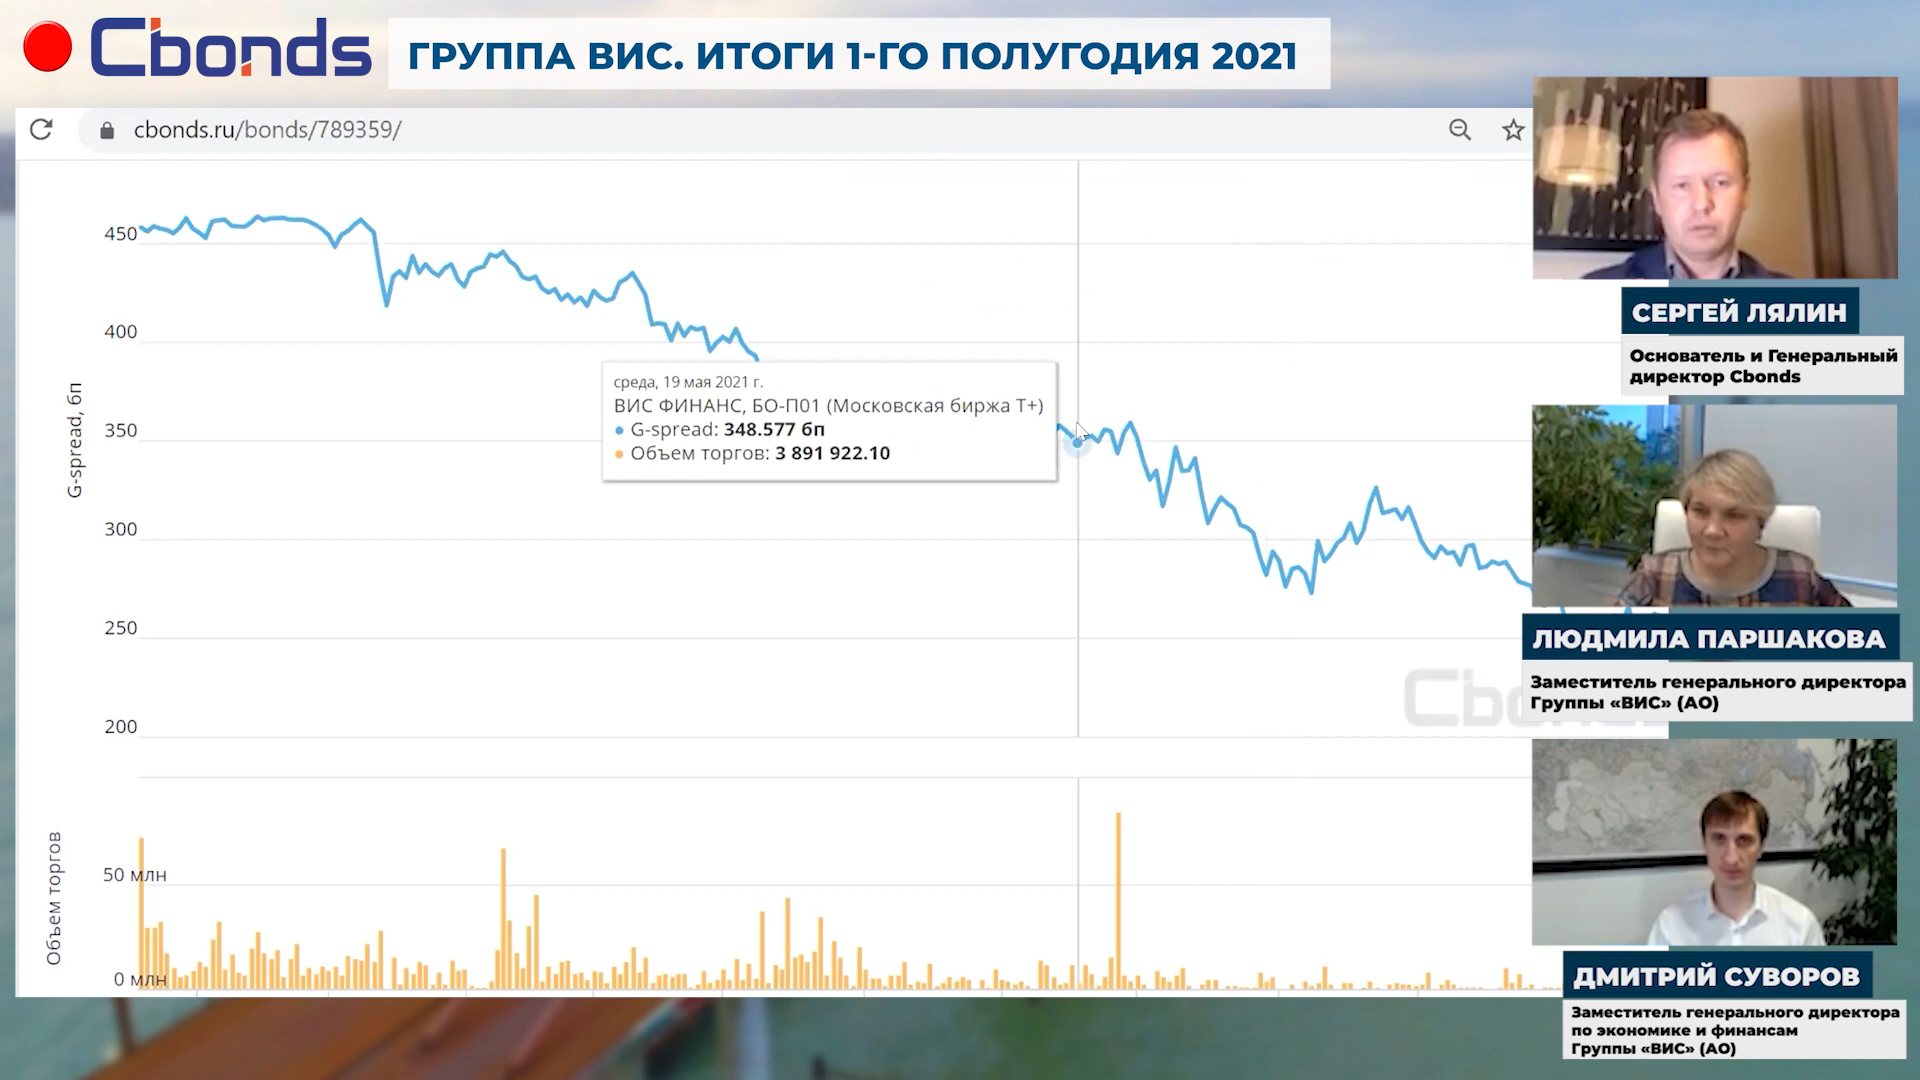 Cbonds
ГРУППА ВИС. ИТОГИ 1-ГО ПОЛУГОДИЯ 2021
cbonds.ru/bonds/789359/
450
400
350
300
250
200
G-spread, бп
среда, 19 мая 2021 г.
ВИС ФИНАНС, БО-П01 (Московская биржа Т+)
G-spread: 348.577 бп
Объем торгов: 3 891 922.10
Cbonds
50 млн
0 млн
Объем торгов
СЕРГЕЙ ЛЯЛИН
Основатель и Генеральный
директор Cbonds
ЛЮДМИЛА ПАРШАКОВА
Заместитель генерального директора
Группы «ВИС» (АО)
ДМИТРИЙ СУВОРОВ
Заместитель генерального директора
по экономике и финансам
Группы «ВИС» (АО)